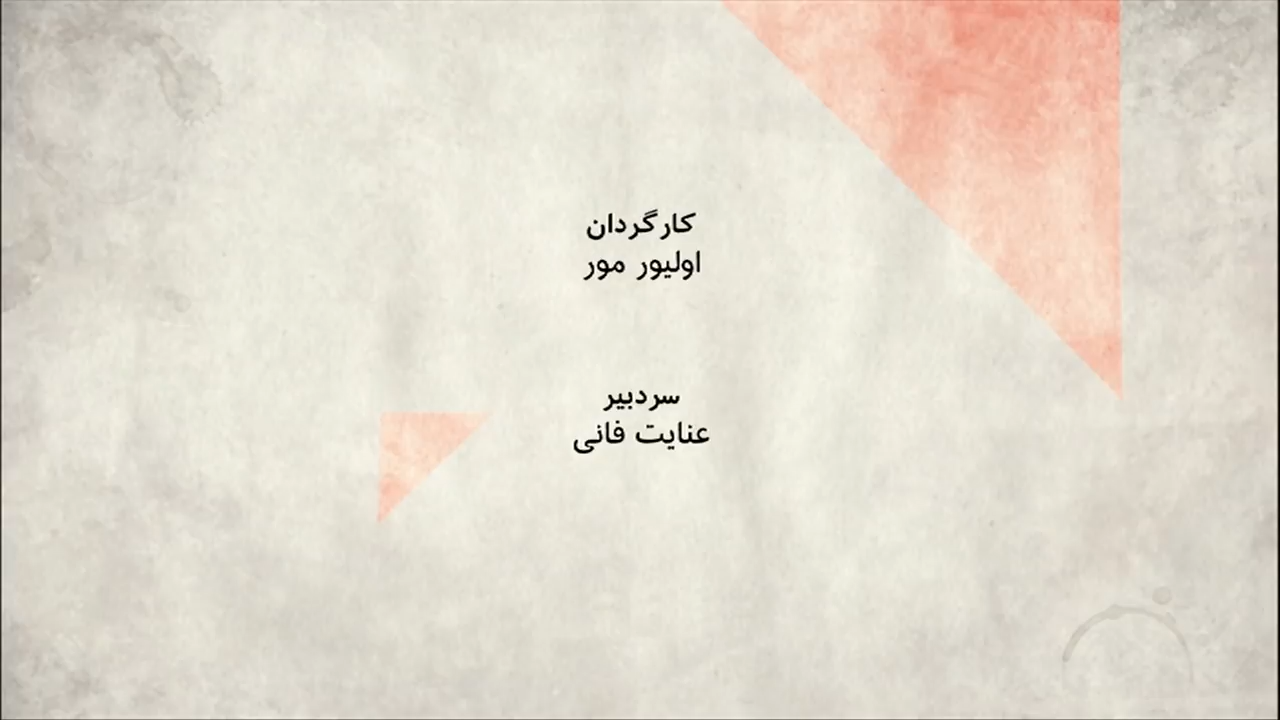 کارگردان
اولیور مور
سردبیر
عنایت فانی